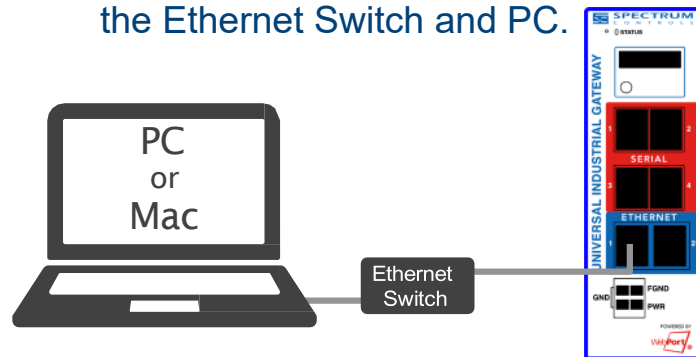 the Ethernet Switch and PC.
SPECTRUM
CONTROLS
STATUS
PC
or
Mac
UNIVERSAL INDUSTRIAL GATEWAY
1 2
SERIAL
3 4
ETHERNET
1 2
Ethernet
Switch
GND FGND
PWR
POWERED BY
WebPort